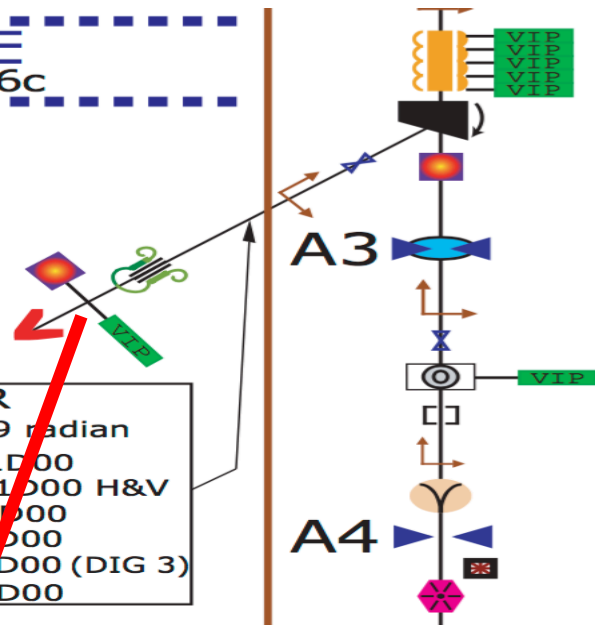 VIP
VIP
VIP
VIP
VIP
6c
A3
VIP
VIP
R
9 radian
1D00
1D00 H&V
D00
D00
D00 (DIG 3)
D00
A4